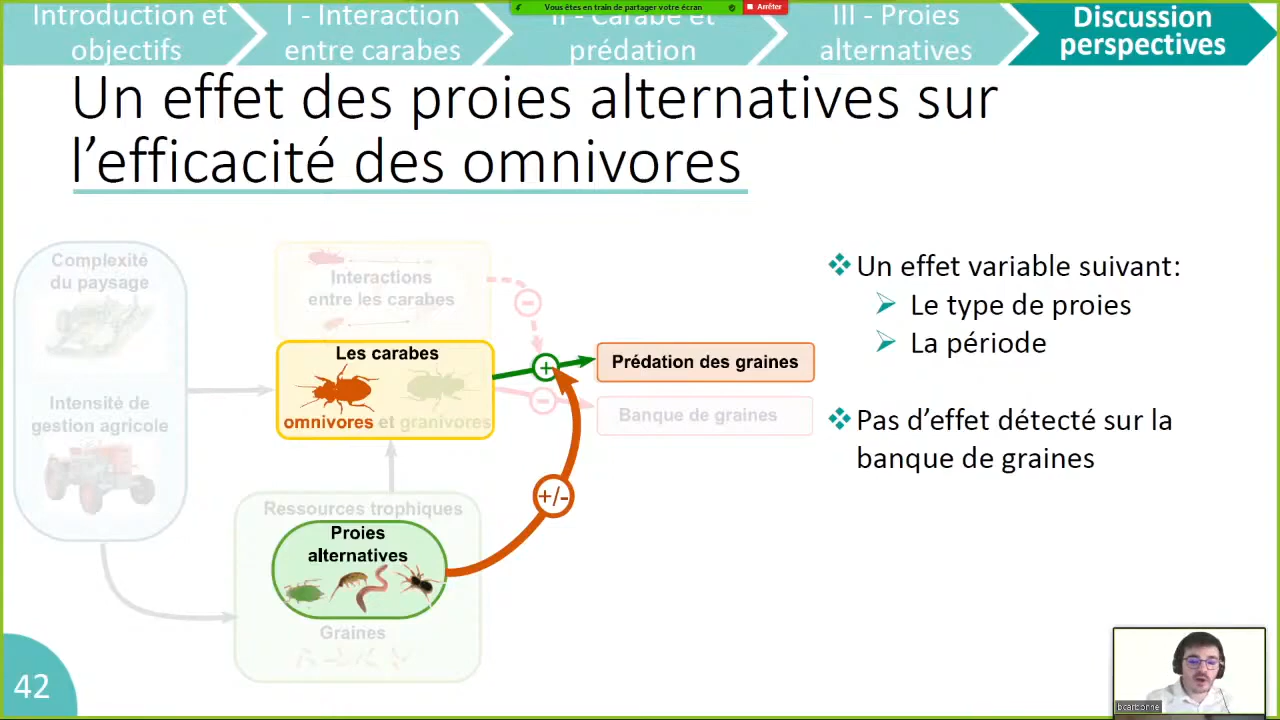 Introduction et
objectifs
I - Interaction
entre carabes
II - Carabe et
prédation
III - Proies
alternatives
Discussion
perspectives
Vous êtes en train de partager votre écran
Arrêter
Un effet des proies alternatives sur
l’efficacité des omnivores
Complexité
du paysage
Intensité de
gestion agricole
Interactions
entre les carabes
Les carabes
omnivores et granivores
+
-
Prédation des graines
Banque de graines
+/-
Ressources trophiques
Proies
alternatives
Graines
Un effet variable suivant:
Le type de proies
La période
Pas d’effet détecté sur la
banque de graines
42
bcarbonne